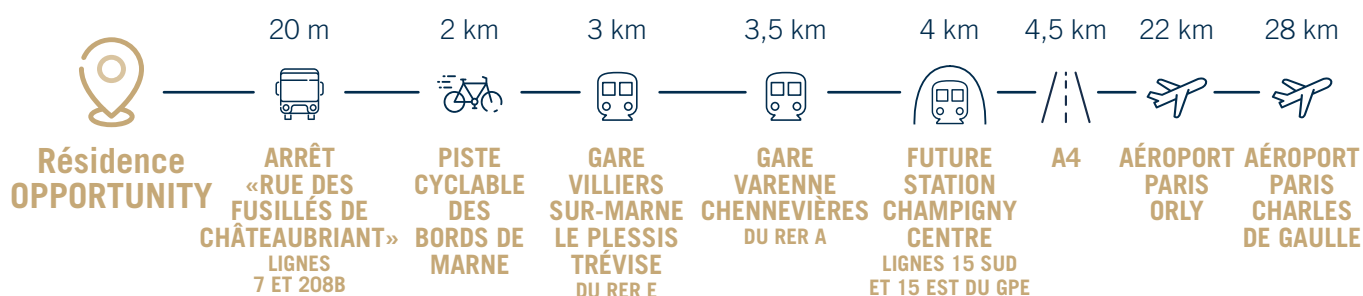 20 m
2 km
3 km
3,5 km
4 km
4,5 km
22 km
28 km
Résidence
OPPORTUNITY
ARRÊT
«RUE DES
FUSILLÉS DE
CHÂTEAUBRIANT»
LIGNES
7 ET 208B
PISTE
CYCLABLE
DES
BORDS DE
MARNE
GARE
VILLIERS
SUR-MARNE
LE PLESSIS
TRÉVISE
DU RER E
GARE
VARENNE
CHENNEVIÈRES
DU RER A
FUTURE
STATION
CHAMPIGNY
CENTRE
LIGNES 15 SUD
ET 15 EST DU GPE
A4
AÉROPORT
PARIS
ORLY
AÉROPORT
PARIS
CHARLES
DE GAULLE